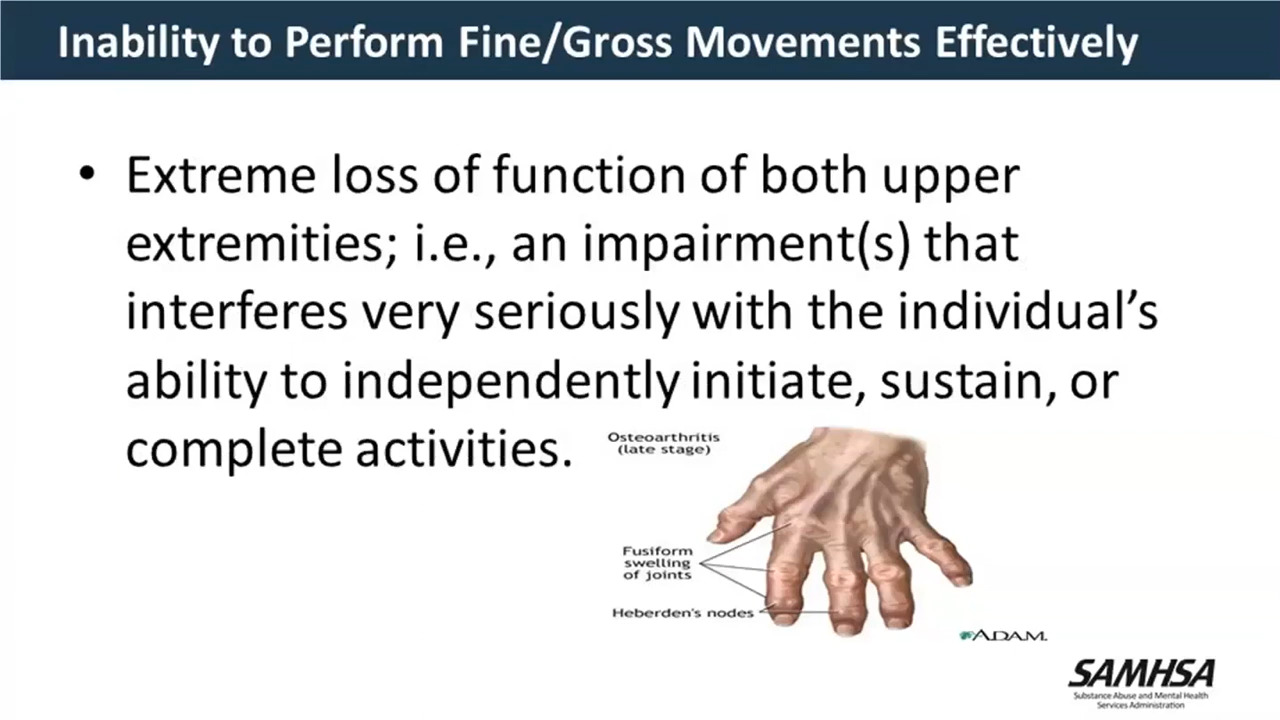 Inability to Perform Fine/Gross Movements Effectively
• Extreme loss of function of both upper
extremities; i.e., an impairment(s) that
interferes very seriously with the individual’s
ability to independently initiate, sustain, or
complete activities.
Osteoarthritis
(late stage)
Fusiform
swelling
of joints
Heberden's nodes
ADAM.
SAMHSA
Substance Abuse and Mental Health
Services Administration